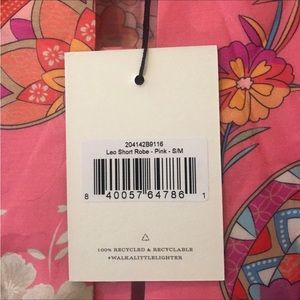 204142B9116
Leo Short Robe - Pink - S/M
8 40057 64786 1
100% RECYCLED & RECYCLABLE
#WALKALITTLELIGHTER